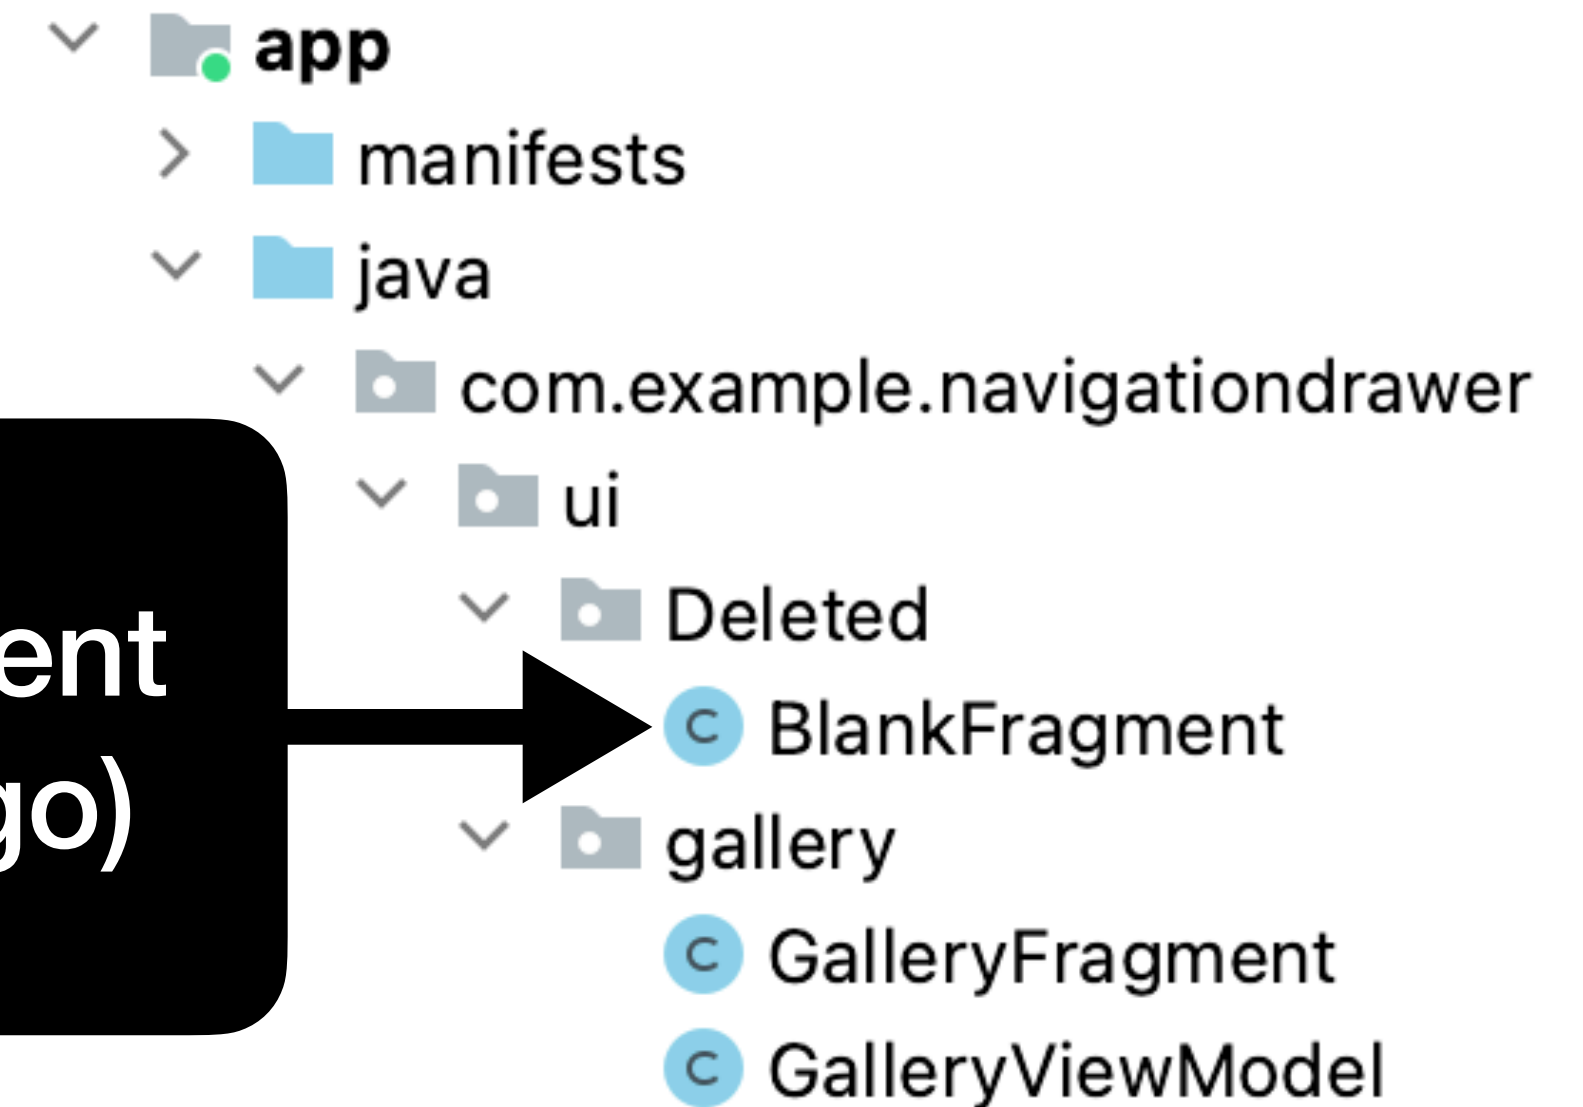 app
manifests
java
com.example.navigationdrawer
ui
Deleted
BlankFragment
gallery
C GalleryFragment
C GalleryViewModel
ent
go)